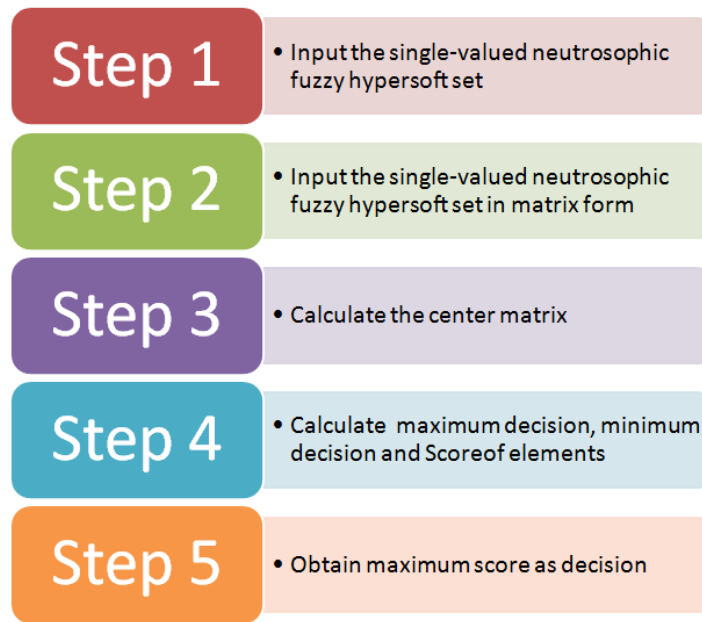 Step 1
• Input the single-valued neutrosophic
fuzzy hypersoft set
Step 2
• Input the single-valued neutrosophic
fuzzy hypersoft set in matrix form
Step 3
• Calculate the center matrix
Step 4
• Calculate maximum decision, minimum
decision and Scoreof elements
Step 5
• Obtain maximum score as decision